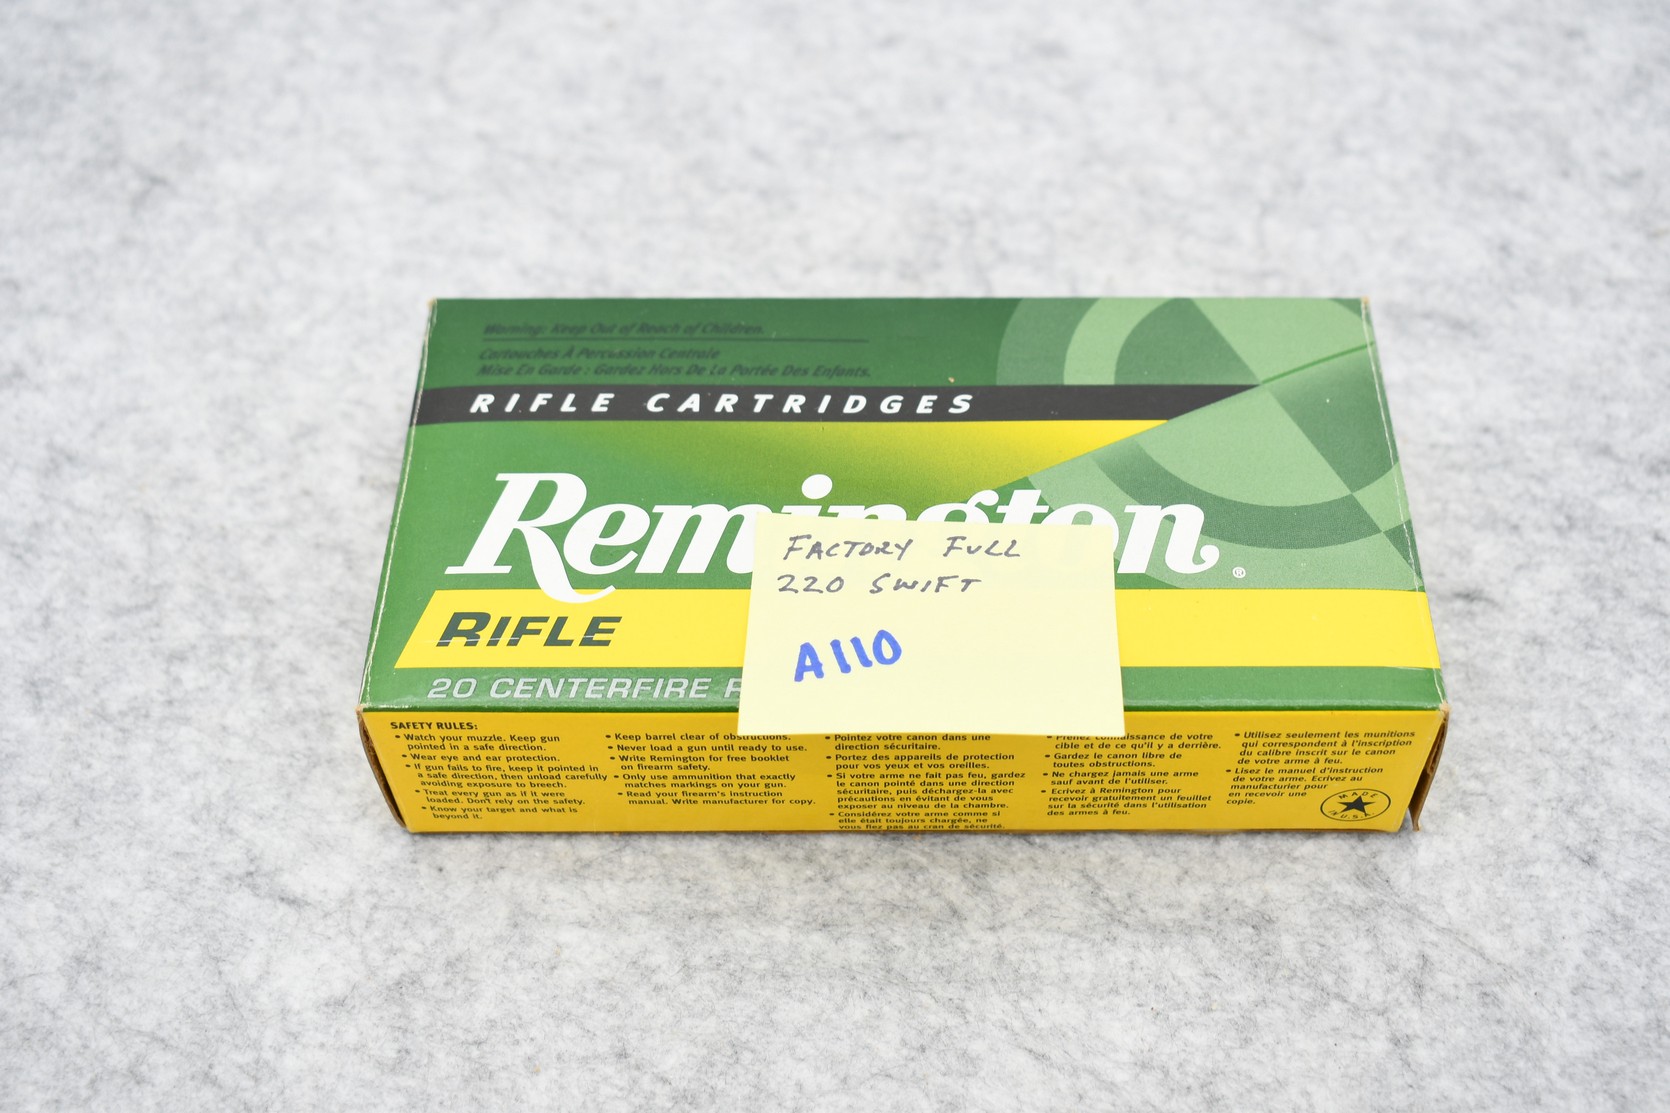 Warning: Keep Out of Reach of Children.
Cartouches À Percussion Centrale
Mise En Garde : Gardez Hors De La Portée Des Enfants.
RIFLE CARTRIDGES
Remington®
FACTORY FULL
220 SWIFT
A110
RIFLE
20 CENTERFIRE
SAFETY RULES:
• Watch your muzzle. Keep gun
pointed in a safe direction.
• Wear eye and ear protection.
• If gun fails to fire, keep it pointed in
a safe direction, then unload carefully
avoiding exposure to breech.
• Treat every gun as if it were
loaded. Don't rely on the safety.
• Know your target and what is
beyond it.
• Keep barrel clear of obstructions.
• Never load a gun until ready to use.
• Write Remington for free booklet
on firearm safety.
• Only use ammunition that exactly
matches markings on your gun.
• Read your firearm's instruction
manual. Write manufacturer for copy.
• Pointez votre canon dans une
direction sécuritaire.
• Portez des appareils de protection
pour vos yeux et vos oreilles.
• Si votre arme ne fait pas feu, gardez
le canon pointé dans une direction
sécuritaire, puis déchargez-la avec
précautions en évitant de vous
exposer au niveau de la chambre.
• Considérez votre arme comme si
elle était toujours chargée, ne
vous fiez pas au cran de sécurité.
• Prenez connaissance de votre
cible et de ce qu'il y a derrière.
• Gardez le canon libre de
toutes obstructions.
• Ne chargez jamais une arme
sauf avant de l'utiliser.
• Ecrivez à Remington pour
recevoir gratuitement un feuillet
sur la sécurité dans l'utilisation
des armes à feu.
• Utilisez seulement les munitions
qui correspondent à l'inscription
du calibre inscrit sur le canon
de votre arme à feu.
• Lisez le manuel d'instruction
de votre arme. Ecrivez au
manufacturier pour
en recevoir une
copie.
MADE
IN U.S.A.